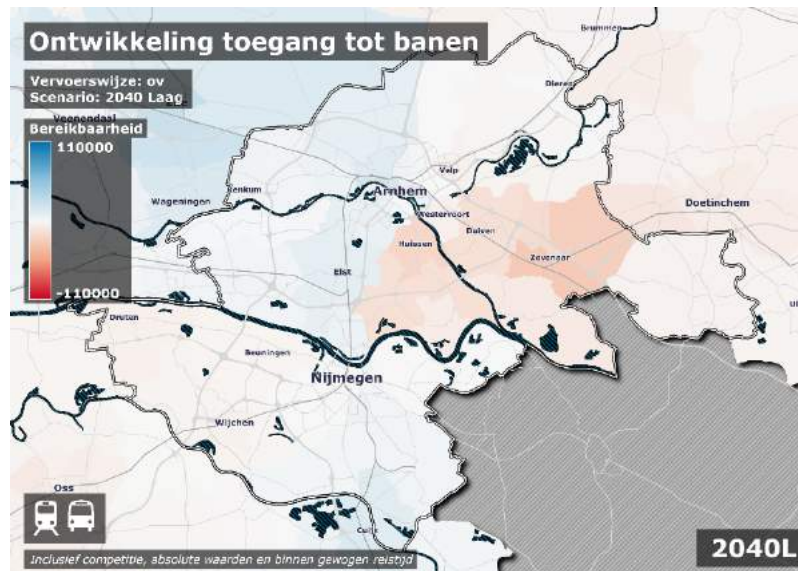 Ontwikkeling toegang tot banen
Brummen
Vervoerswijze: ov
Scenario: 2040 Laag
Dieren
Veenendaal
Bereikbaarheid
110000
Velp
Renkum
Arnhem
Wageningen
Westervoort
Doetinchem
Duiven
Huissen
Zevenaar
Elst
-110000
Druten
Beuningen
Nijmegen
Wijchen
Oss
Cuijk
2040L
Inclusief competitie, absolute waarden en binnen gewogen reistijd